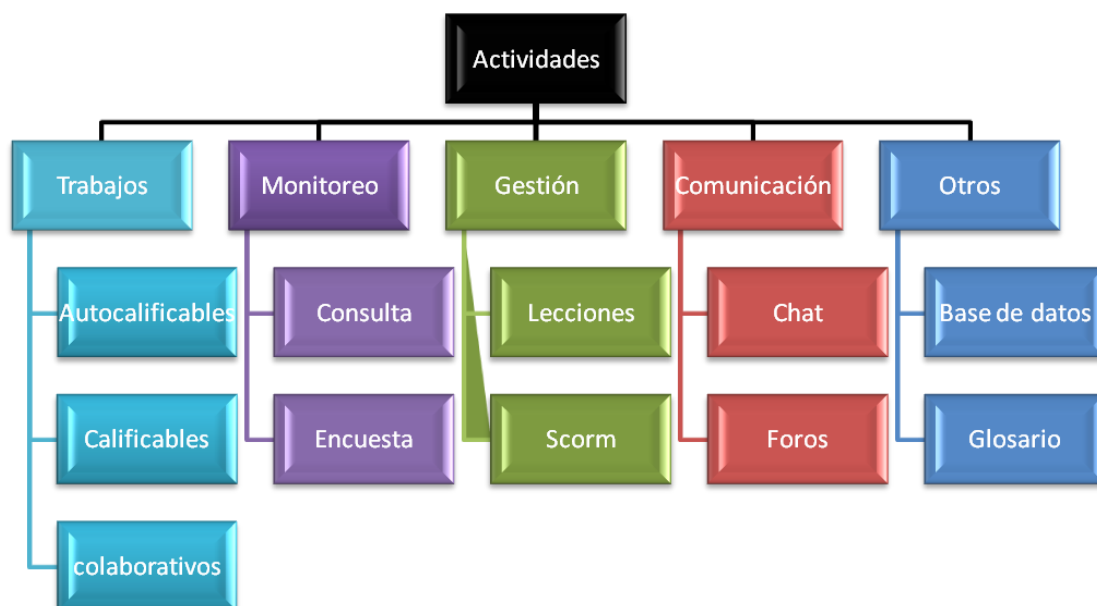 Actividades
Trabajos
Monitoreo
Gestión
Comunicación
Otros
Autocalificables
Consulta
Lecciones
Chat
Base de datos
Calificables
Encuesta
Scorm
Foros
Glosario
colaborativos